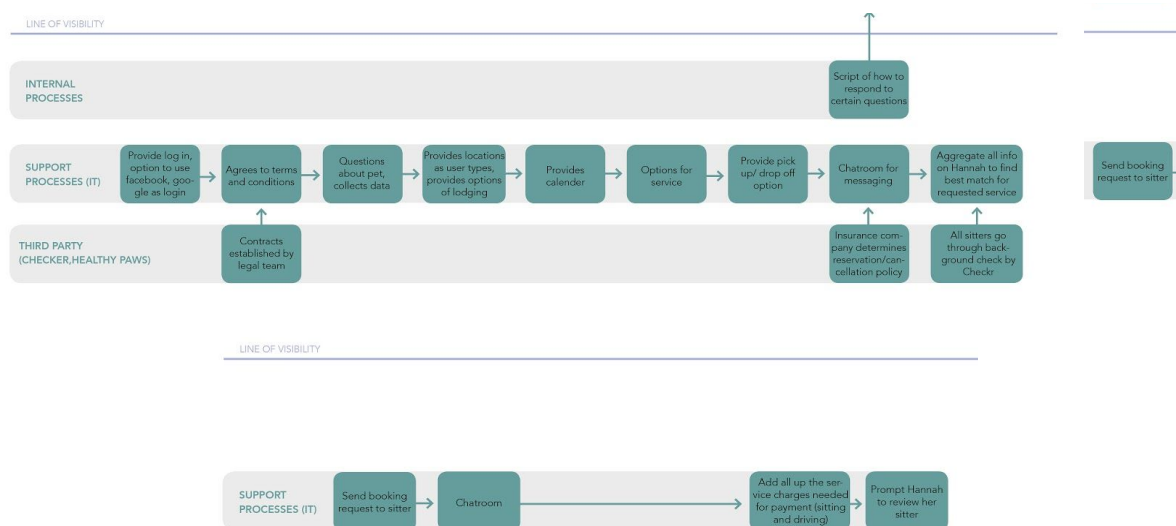 LINE OF VISIBILITY
INTERNAL
PROCESSES
Script of how to
respond to
certain questions
SUPPORT
PROCESSES (IT)
Provide log in,
option to use
facebook, goo-
gle as login
Agrees to terms
and conditions
Questions
about pet,
collects data
Provides locations
as user types,
provides options
of lodging
Provides
calender
Options for
service
Provide pick
up/ drop off
option
Chatroom for
messaging
Aggregate all info
on Hannah to find
best match for
requested service
Send booking
request to sitter
THIRD PARTY
(CHECKER,HEALTHY PAWS)
Contracts
established by
legal team
Insurance com-
pany determines
reservation/can-
cellation policy
All sitters go
through back-
ground check by
Checkr
LINE OF VISIBILITY
SUPPORT
PROCESSES (IT)
Send booking
request to sitter
Chatroom
Add all up the ser-
vice charges needed
for payment (sitting
and driving)
Prompt Hannah
to review her
sitter